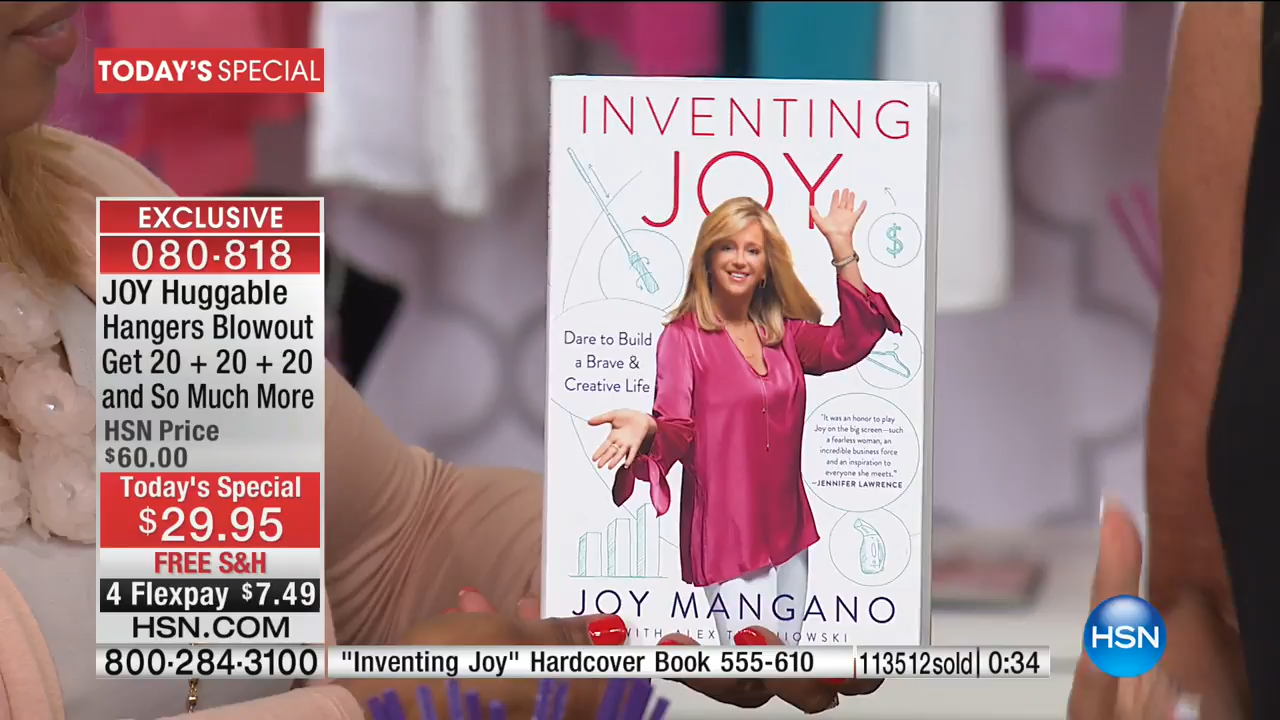 TODAY'S SPECIAL
EXCLUSIVE
080-818
JOY Huggable
Hangers Blowout
Get 20 + 20 + 20
and So Much More
HSN Price
$60.00
Today's Special
$29.95
FREE S&H
4 Flexpay $7.49
HSN.COM
800-284-3100
INVENTING
JOY
$
Dare to Build
a Brave &
Creative Life
"It was an honor to play
Joy on the big screen—such
a fearless woman, an
incredible business force
and an inspiration to
everyone she meets."
—JENNIFER LAWRENCE
JOY MANGANO
WITH ALEX
"Inventing Joy" Hardcover Book 555-610
113512sold
0:34
HSN